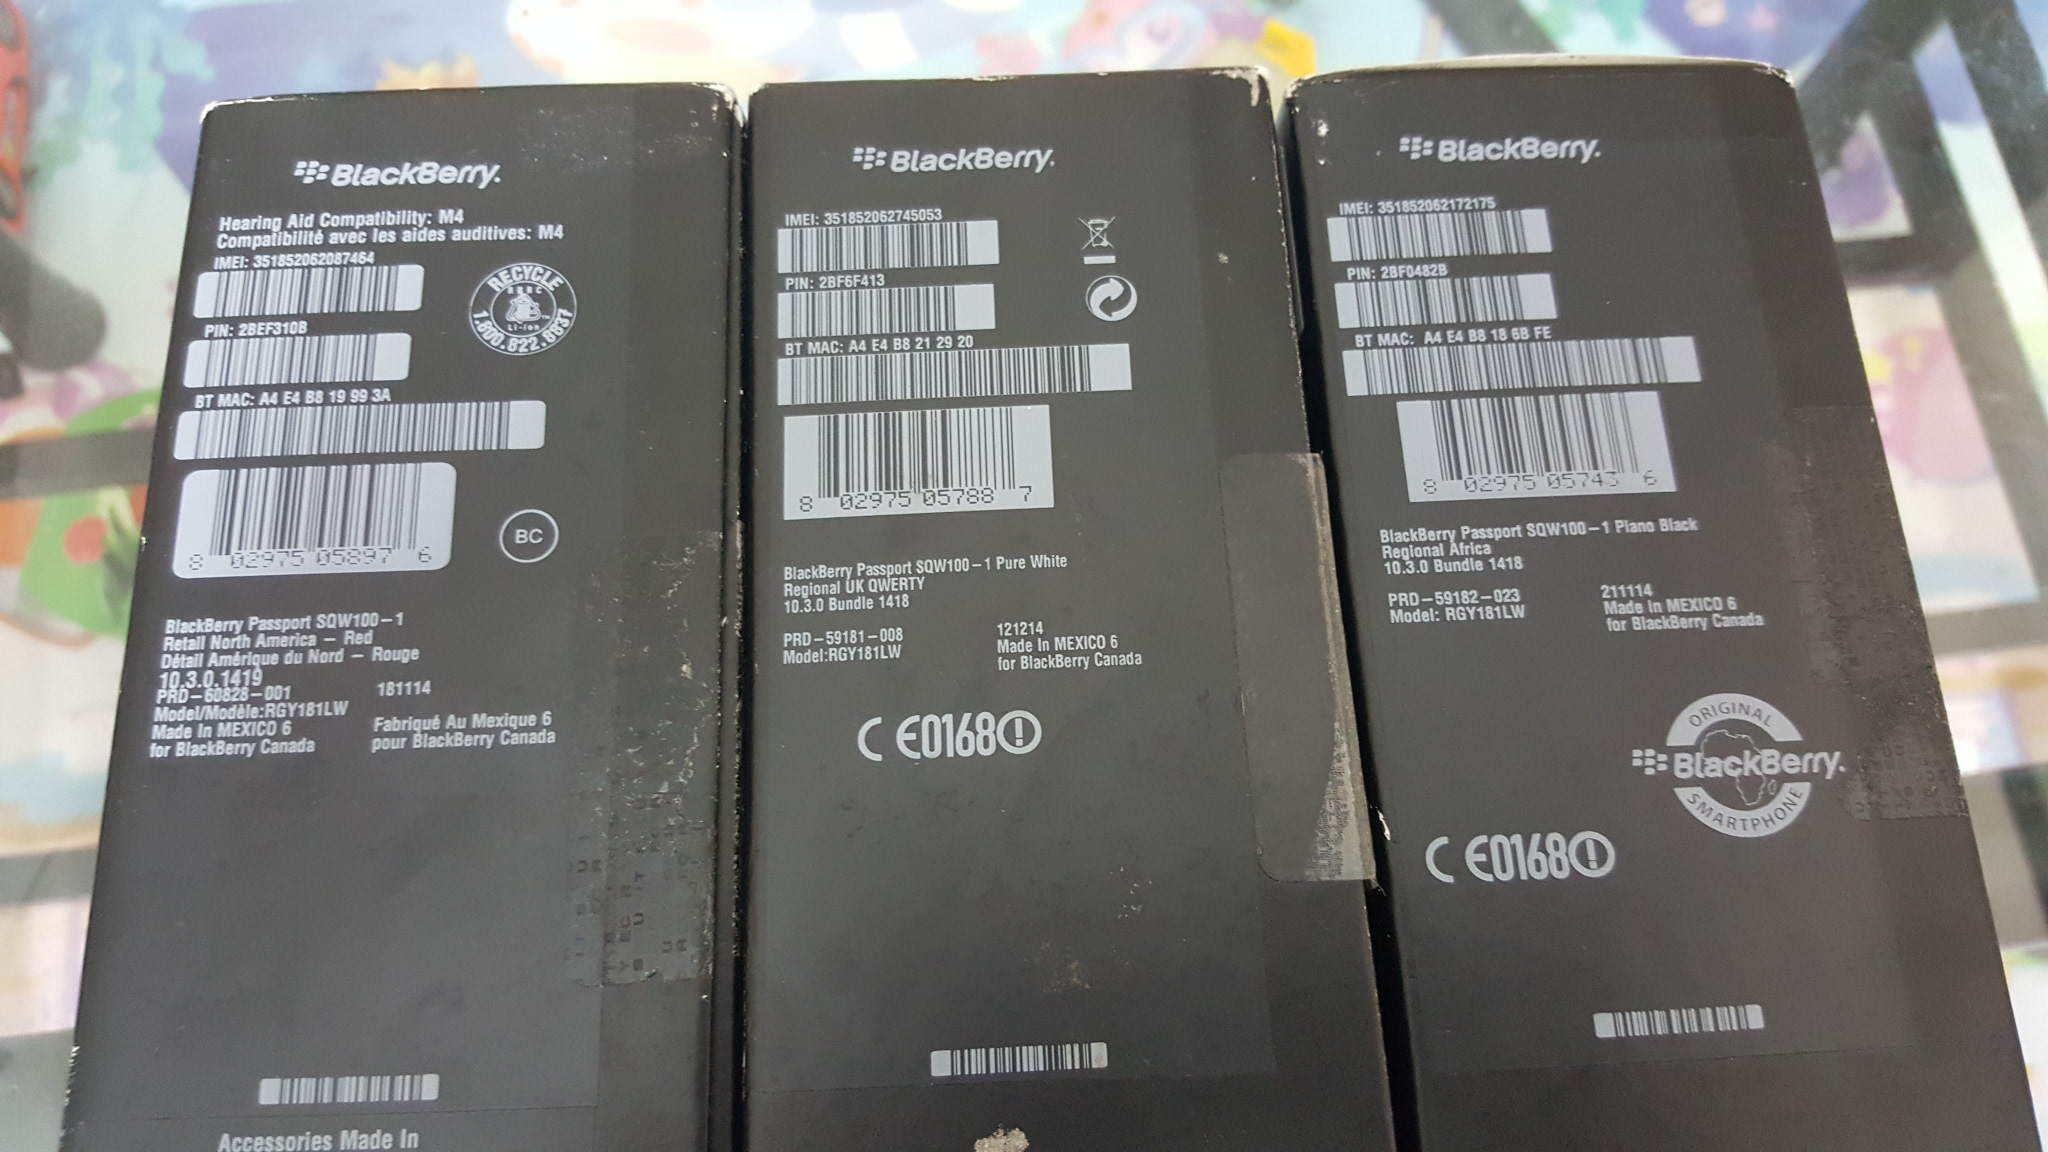 BlackBerry.
Hearing Aid Compatibility: M4
Compatibilité avec les aides auditives: M4
IMEI: 351852062087464
RECYCLE
RBRC
Li-ion
1.800.822.8837
PIN: 2BEF310B
BT MAC: A4 E4 B8 19 99 3A
8 02975 05897 6
BC
BlackBerry Passport SQW100-1
Retail North America – Red
Détail Amérique du Nord – Rouge
10.3.0.1419
PRD-60828-001
181114
Model/Modèle:RGY181LW
Made In MEXICO 6
for BlackBerry Canada
Fabriqué Au Mexique 6
pour BlackBerry Canada
Accessories Made In
BlackBerry.
IMEI: 351852062745053
PIN: 2BF6F413
BT MAC: A4 E4 B8 21 29 20
8 02975 05788 7
BlackBerry Passport SQW100-1 Pure White
Regional UK QWERTY
10.3.0 Bundle 1418
PRD-59181-008
Model:RGY181LW
121214
Made In MEXICO 6
for BlackBerry Canada
CE0168
BlackBerry.
IMEI: 351852062172175
PIN: 2BF0482B
BT MAC: A4 E4 B8 18 6B FE
8 02975 05743 6
BlackBerry Passport SQW100-1 Piano Black
Regional Africa
10.3.0 Bundle 1418
PRD-59182-023
Model: RGY181LW
211114
Made In MEXICO 6
for BlackBerry Canada
ORIGINAL
BlackBerry.
SMARTPHONE
CE0168